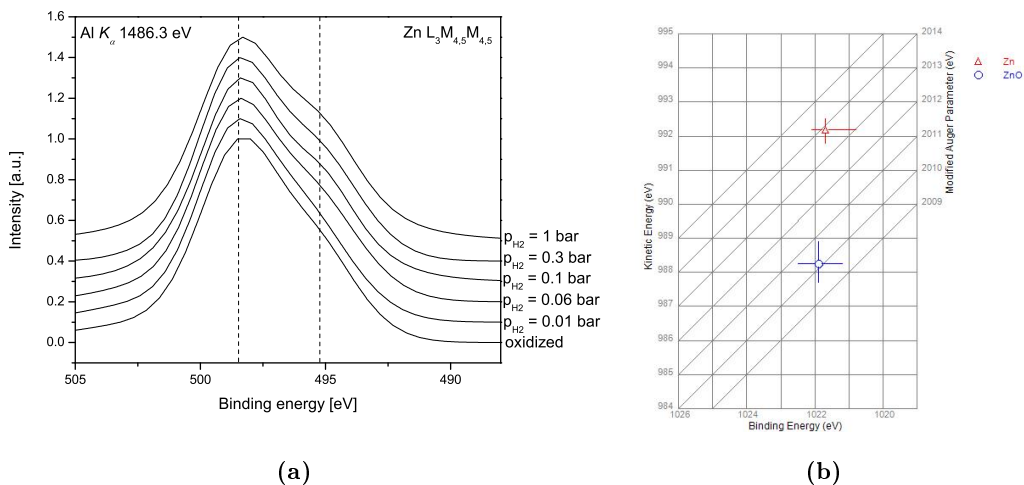 Al Kα 1486.3 eV
Zn L3M4,5M4,5
1.6
1.4
1.2
1.0
0.8
0.6
0.4
0.2
0.0
Intensity [a.u.]
pH2 = 1 bar
pH2 = 0.3 bar
pH2 = 0.1 bar
pH2 = 0.06 bar
pH2 = 0.01 bar
oxidized
505 500 495 490
Binding energy [eV]
(a)
995
994
993
992
991
990
989
988
987
986
985
984
Kinetic Energy (eV)
1026 1024 1022 1020
Binding Energy (eV)
2014
2013
2012
2011
2010
2009
Modified Auger Parameter (eV)
Zn
ZnO
(b)